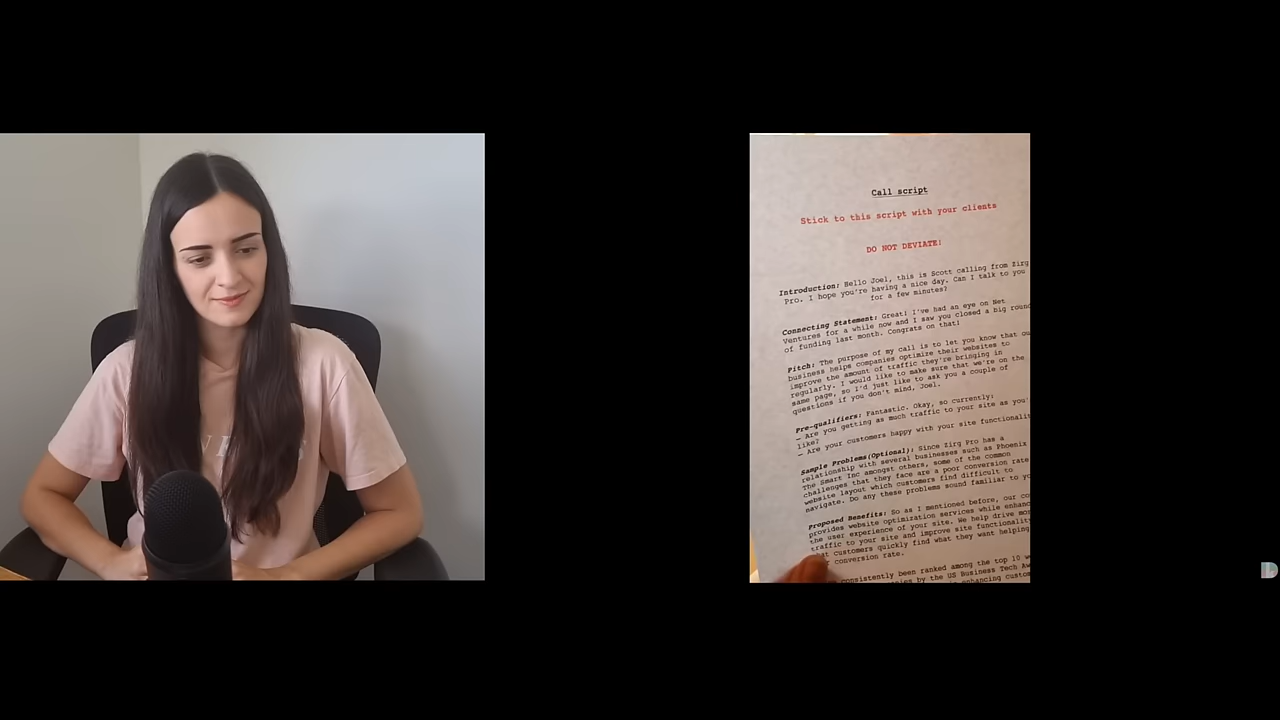 Call script
Stick to this script with your clients
DO NOT DEVIATE!
Introduction: Hello Joel, this is Scott calling from Zirg
Pro. I hope you're having a nice day. Can I talk to you
for a few minutes?
Connecting Statement: Great! I've had an eye on Net
Ventures for a while now and I saw you closed a big round
of funding last month. Congrats on that!
Pitch: The purpose of my call is to let you know that ou
business helps companies optimize their websites to
improve the amount of traffic they're bringing in
regularly. I would like to make sure that we're on the
same page, so I'd just like to ask you a couple of
questions if you don't mind, Joel.
Pre-qualifiers: Fantastic. Okay, so currently:
— Are you getting as much traffic to your site as you'
like?
— Are your customers happy with your site functionali
Sample Problems(Optional): Since Zirg Pro has a
relationship with several businesses such as Phoenix
The Smart Inc amongst others, some of the common
challenges that they face are a poor conversion rate
website layout which customers find difficult to
navigate. Do any these problems sound familiar to yo
Proposed Benefits: So as I mentioned before, our co
provides website optimization services while enhanc
the user experience of your site. We help drive mor
traffic to your site and improve site functionalit
customers quickly find what they want helping
conversion rate.
consistently been ranked among the top 10 w
by the US Business Tech Aw
enhancing custom